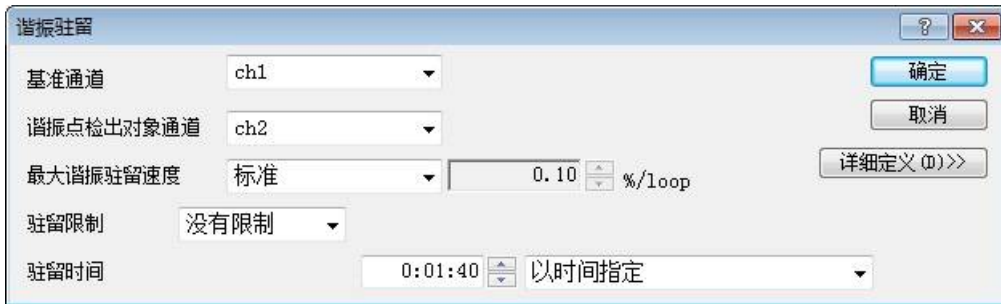 谐振驻留
基准通道 ch1 确定
谐振点检出对象通道 ch2 取消
最大谐振驻留速度 标准 0.10 %/loop 详细定义(D)>>
驻留限制 没有限制
驻留时间 0:01:40 以时间指定